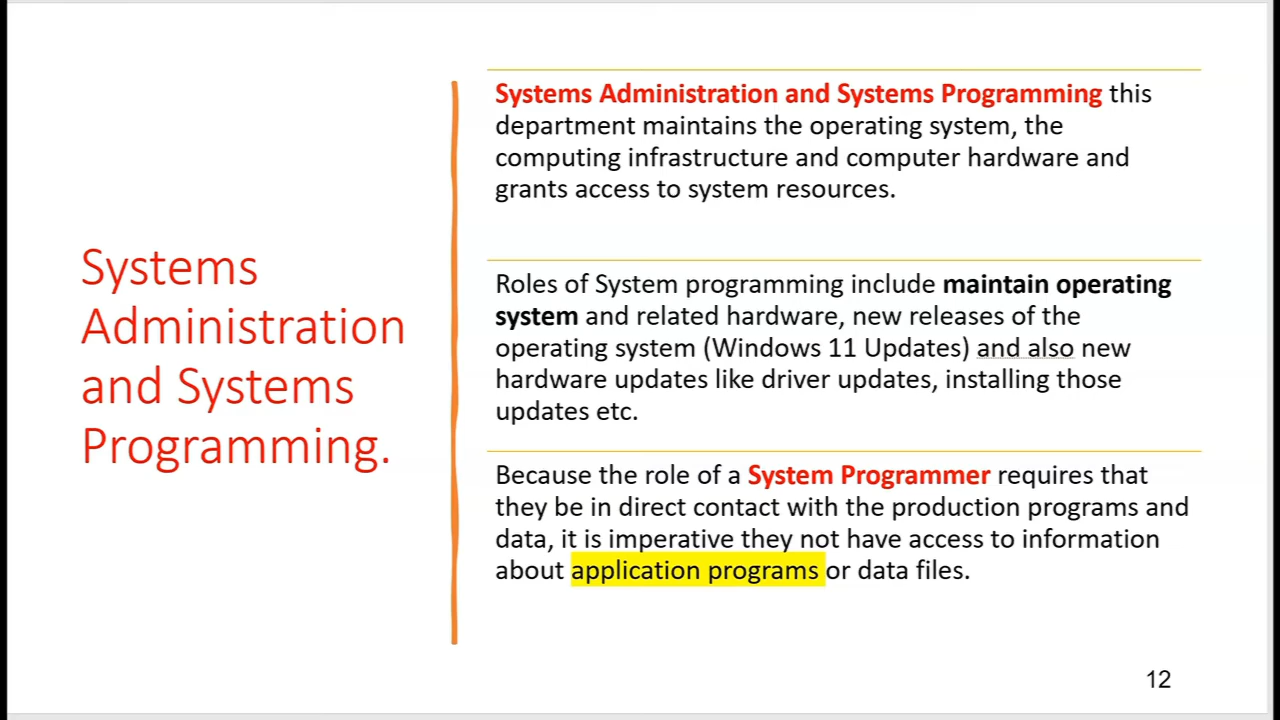 Systems
Administration
and Systems
Programming.
Systems Administration and Systems Programming this
department maintains the operating system, the
computing infrastructure and computer hardware and
grants access to system resources.
Roles of System programming include maintain operating
system and related hardware, new releases of the
operating system (Windows 11 Updates) and also new
hardware updates like driver updates, installing those
updates etc.
Because the role of a System Programmer requires that
they be in direct contact with the production programs and
data, it is imperative they not have access to information
about application programs or data files.
12